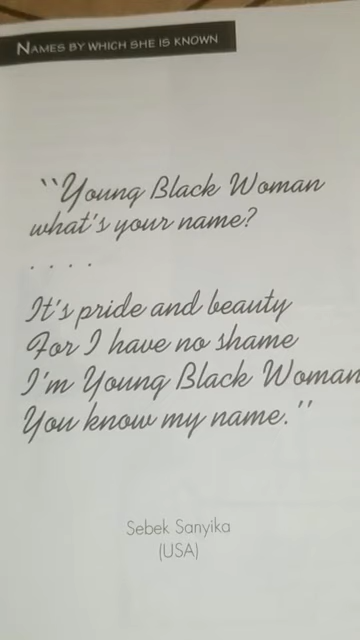 NAMES BY WHICH SHE IS KNOWN
``Young Black Woman
what's your name?
. . . .
It's pride and beauty
For I have no shame
I'm Young Black Woman
You know my name.''
Sebek Sanyika
(USA)